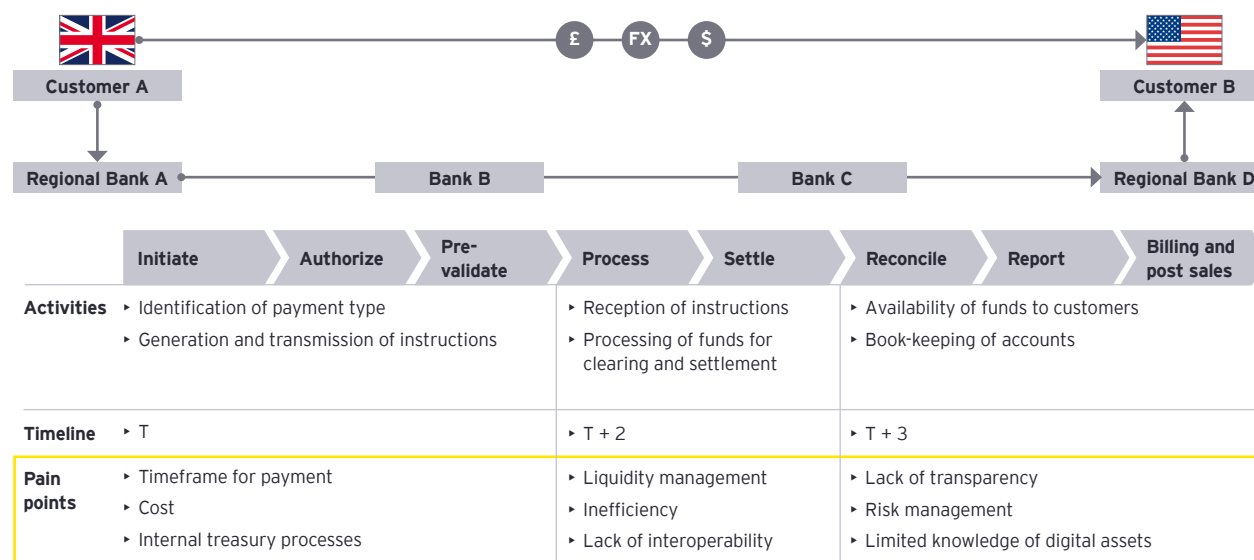 £ FX $
Customer A
Customer B
Regional Bank A
Bank B
Bank C
Regional Bank D
Initiate
Authorize
Pre-
validate
Process
Settle
Reconcile
Report
Billing and
post sales
Activities
‣ Identification of payment type
‣ Generation and transmission of instructions
‣ Reception of instructions
‣ Processing of funds for
clearing and settlement
‣ Availability of funds to customers
‣ Book-keeping of accounts
Timeline
‣ T
‣ T + 2
‣ T + 3
Pain
points
‣ Timeframe for payment
‣ Cost
‣ Internal treasury processes
‣ Liquidity management
‣ Inefficiency
‣ Lack of interoperability
‣ Lack of transparency
‣ Risk management
‣ Limited knowledge of digital assets